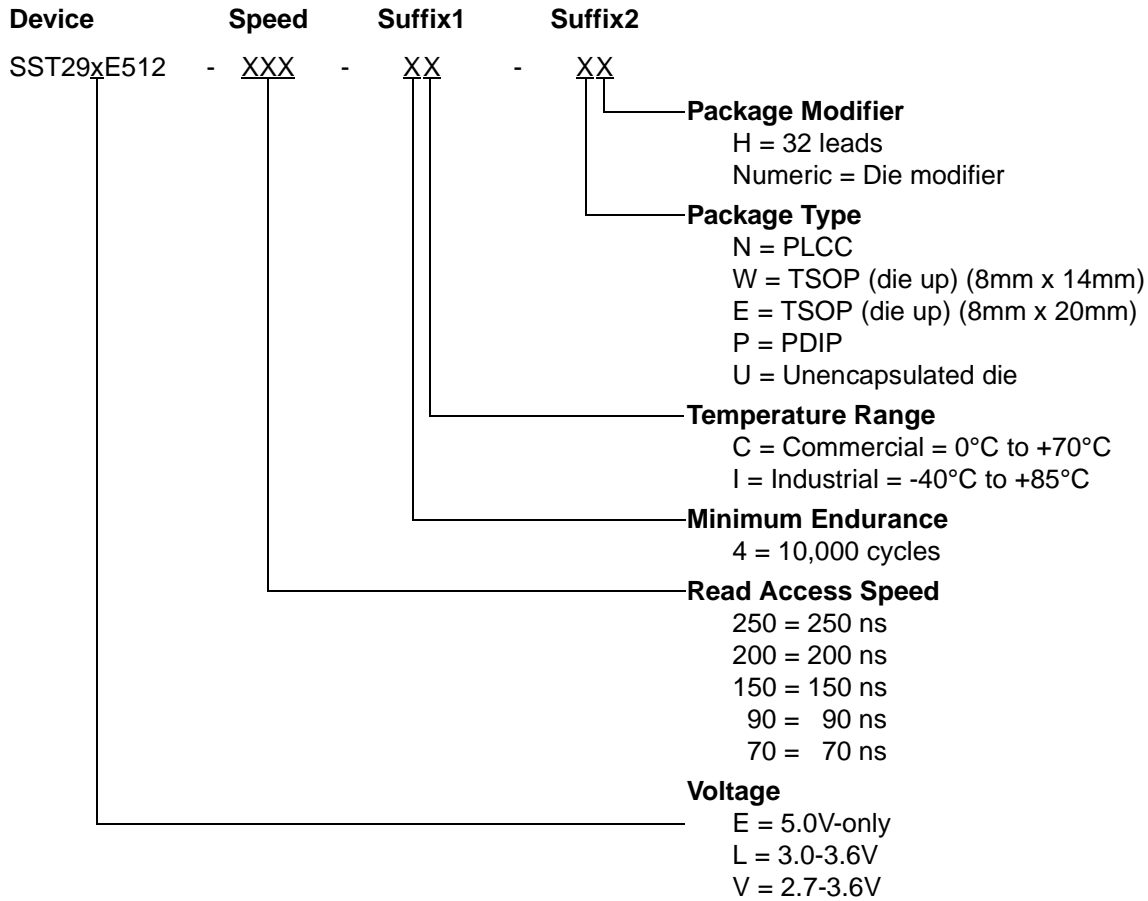 Device Speed Suffix1 Suffix2
SST29xE512 - XXX - XX - XX
Package Modifier
H = 32 leads
Numeric = Die modifier
Package Type
N = PLCC
W = TSOP (die up) (8mm x 14mm)
E = TSOP (die up) (8mm x 20mm)
P = PDIP
U = Unencapsulated die
Temperature Range
C = Commercial = 0°C to +70°C
I = Industrial = -40°C to +85°C
Minimum Endurance
4 = 10,000 cycles
Read Access Speed
250 = 250 ns
200 = 200 ns
150 = 150 ns
90 = 90 ns
70 = 70 ns
Voltage
E = 5.0V-only
L = 3.0-3.6V
V = 2.7-3.6V